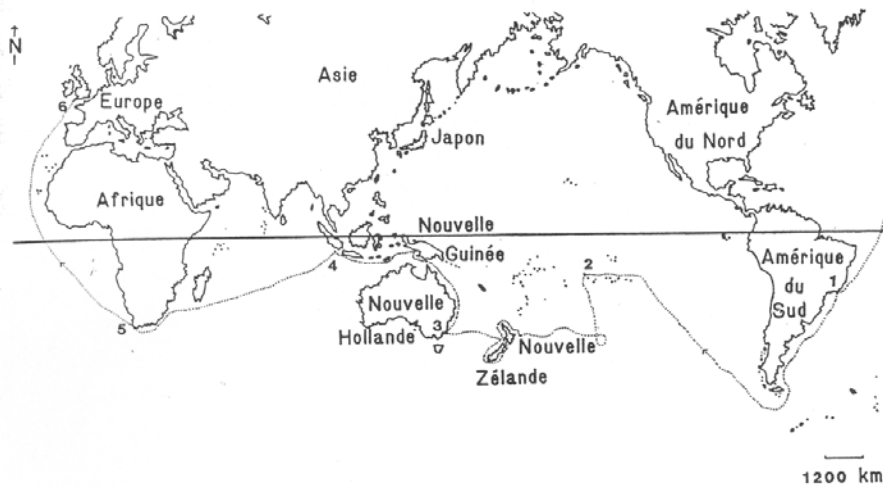 N
6
Europe
Asie
Japon
Amérique
du Nord
Afrique
Nouvelle
Guinée
4
2
Amérique
du
Sud
1
Nouvelle
Hollande
3
5
Nouvelle
Zélande
1200 km